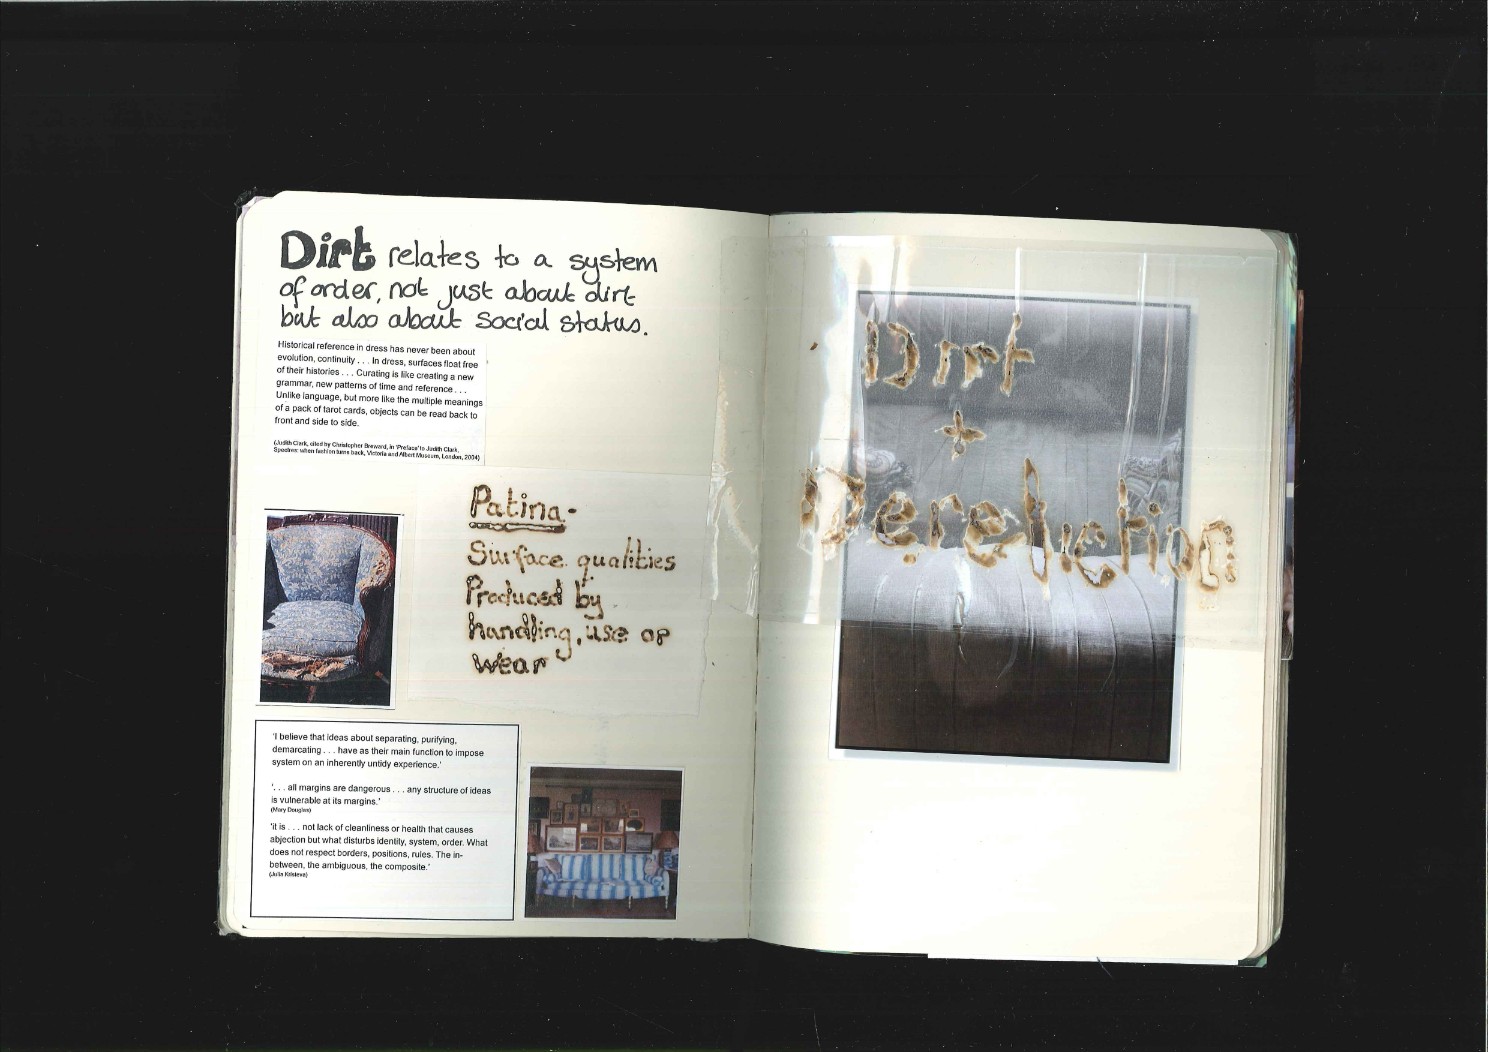 Dirt relates to a system
of order, not just about dirt
but also about Social status.
Historical reference in dress has never been about
evolution, continuity . . . In dress, surfaces float free
of their histories . . . Curating is like creating a new
grammar, new patterns of time and reference . . .
Unlike language, but more like the multiple meanings
of a pack of tarot cards, objects can be read back to
front and side to side.
(Judith Clark, cited by Christopher Breward, in 'Preface' to Judith Clark,
Spectres: when fashion turns back, Victoria and Albert Museum, London, 2004)
Patina-
Surface qualities
Produced by
handling, use or
wear
'I believe that ideas about separating, purifying,
demarcating . . . have as their main function to impose
system on an inherently untidy experience.'
'. . . all margins are dangerous . . . any structure of ideas
is vulnerable at its margins.'
(Mary Douglas)
'it is . . . not lack of cleanliness or health that causes
abjection but what disturbs identity, system, order. What
does not respect borders, positions, rules. The in-
between, the ambiguous, the composite.'
(Julia Kristeva)
Dirt
+
Dereliction